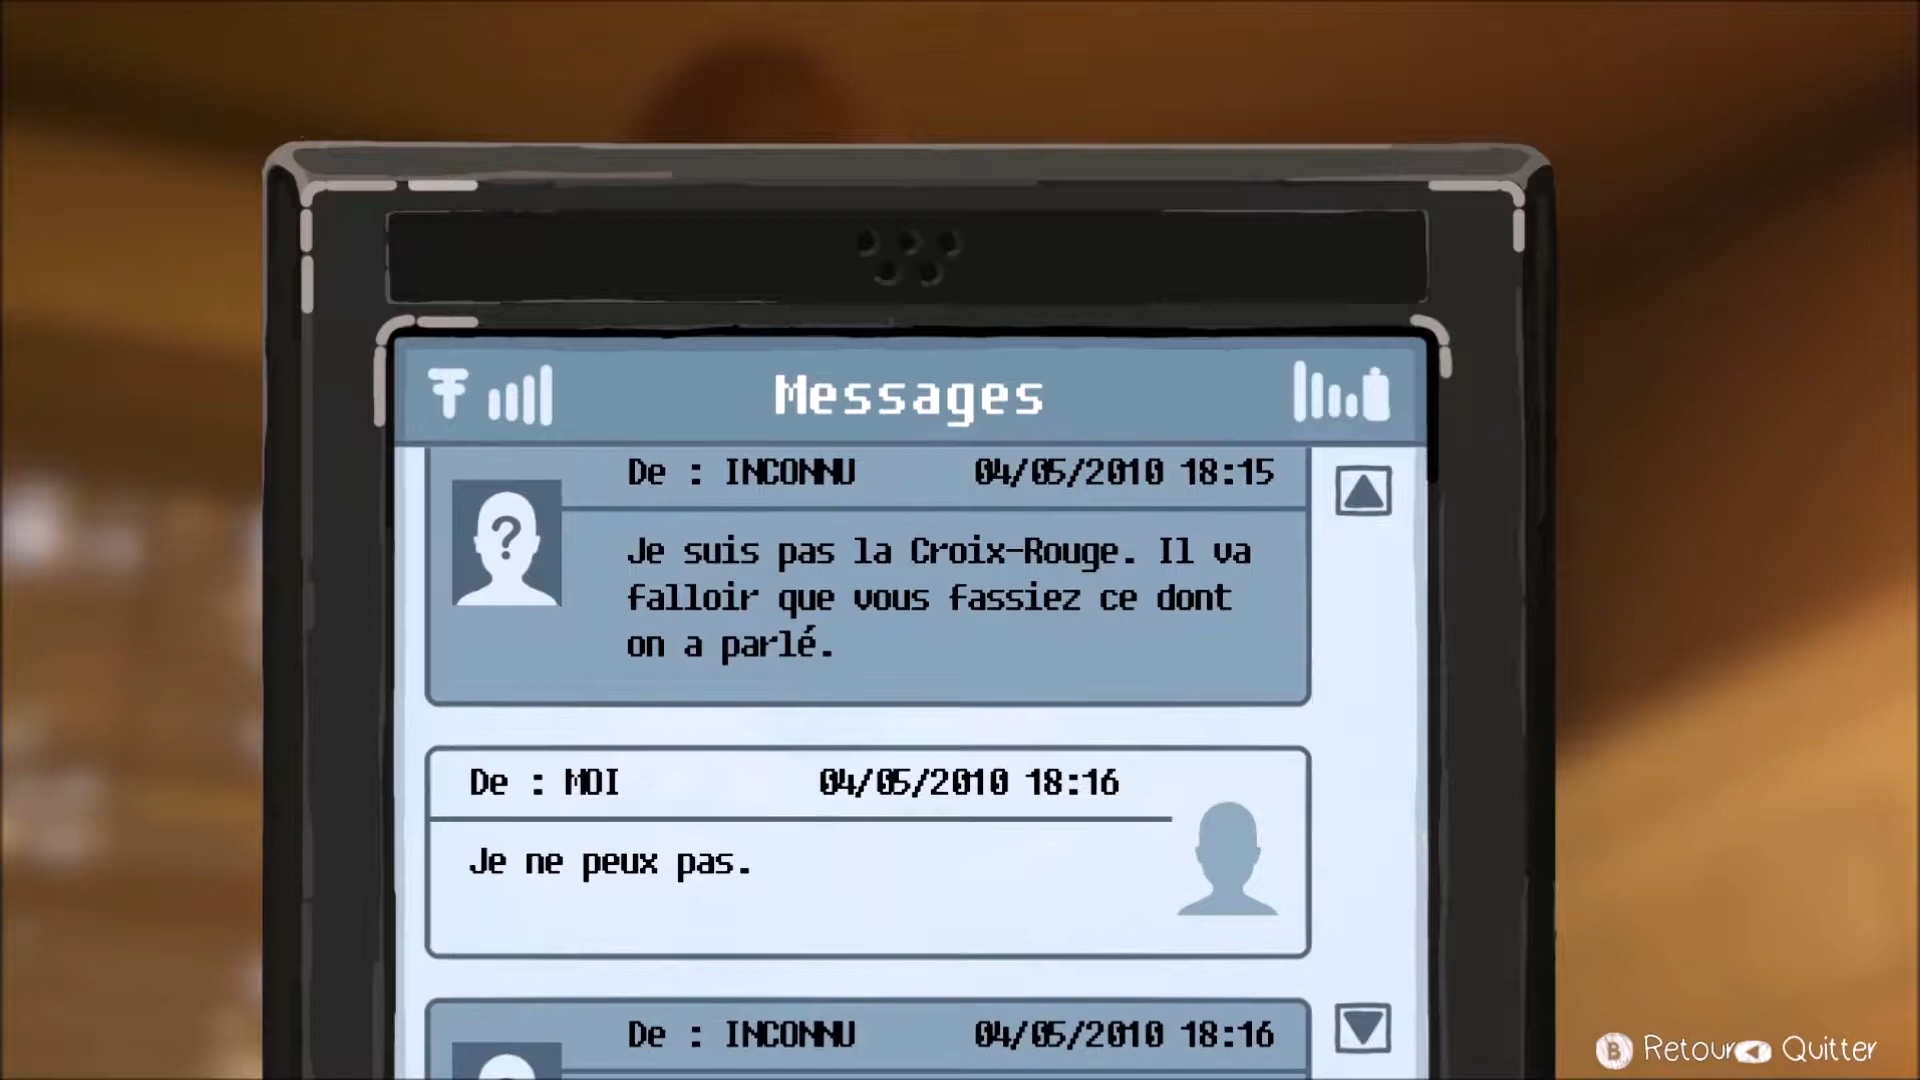 Messages
De : INCONNU 04/05/2010 18:15
Je suis pas la Croix-Rouge. Il va
falloir que vous fassiez ce dont
on a parlé.
De : MOI 04/05/2010 18:16
Je ne peux pas.
De : INCONNU 04/05/2010 18:16
B Retour Quitter